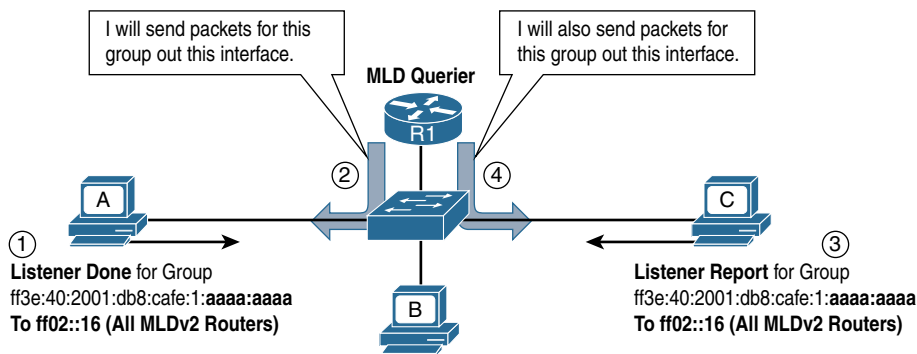 I will send packets for this
group out this interface.
I will also send packets for
this group out this interface.
MLD Querier
R1
2
4
A
C
1
3
Listener Done for Group
ff3e:40:2001:db8:cafe:1:aaaa:aaaa
To ff02::16 (All MLDv2 Routers)
Listener Report for Group
ff3e:40:2001:db8:cafe:1:aaaa:aaaa
To ff02::16 (All MLDv2 Routers)
B